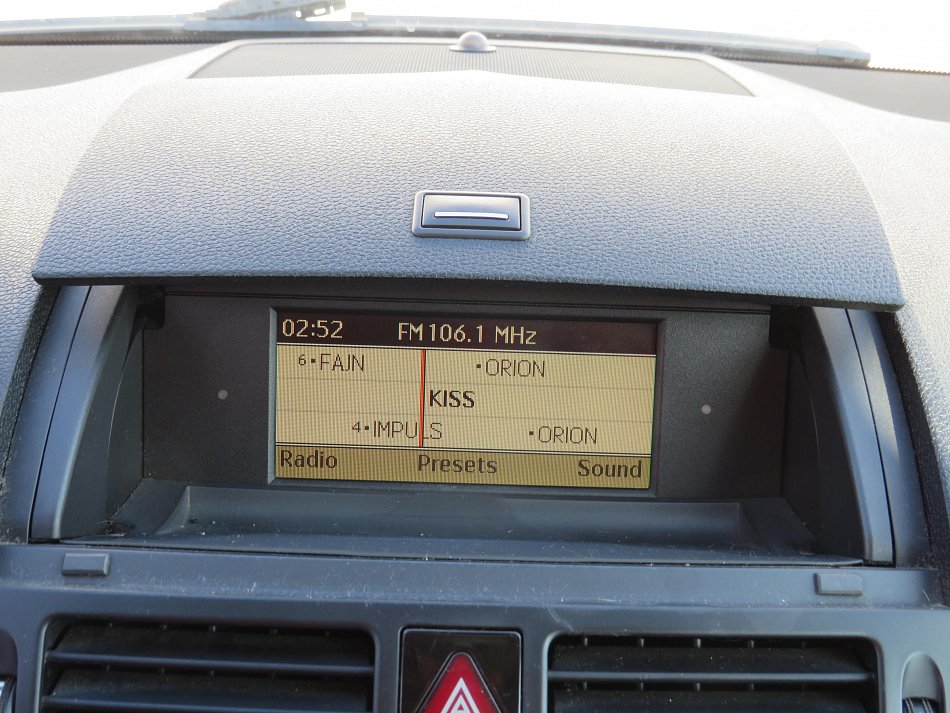 02:52 FM 106.1 MHz
6▪FAJN ▪ORION
KISS
4▪IMPULS ▪ORION
Radio Presets Sound